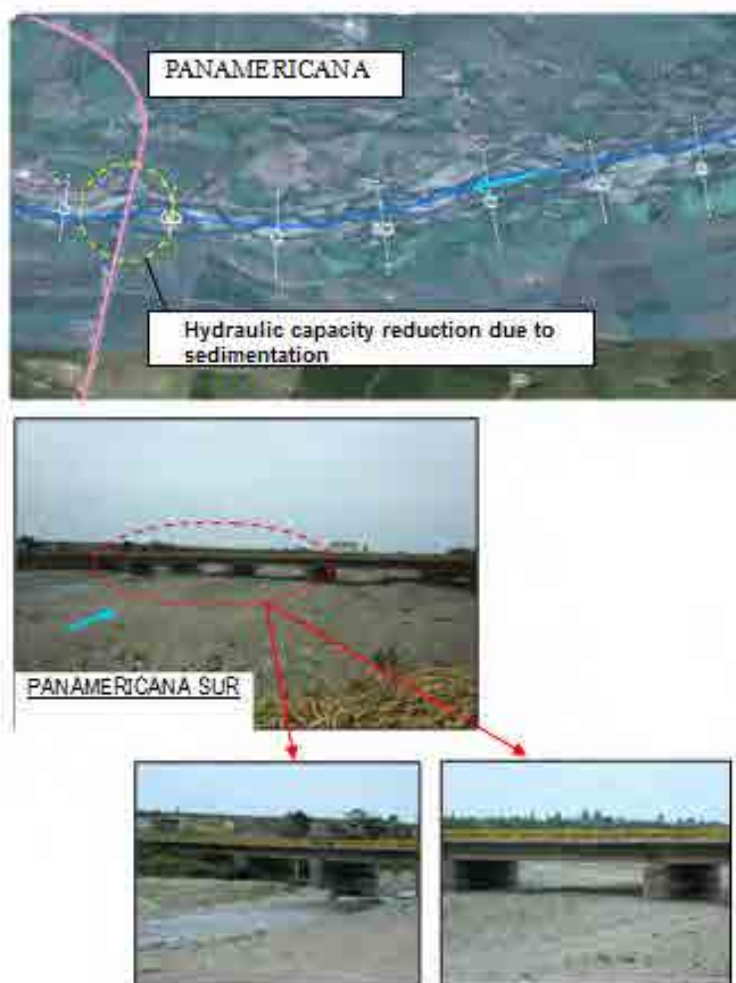 PANAMERICANA
Hydraulic capacity reduction due to
sedimentation
PANAMERICANA SUR